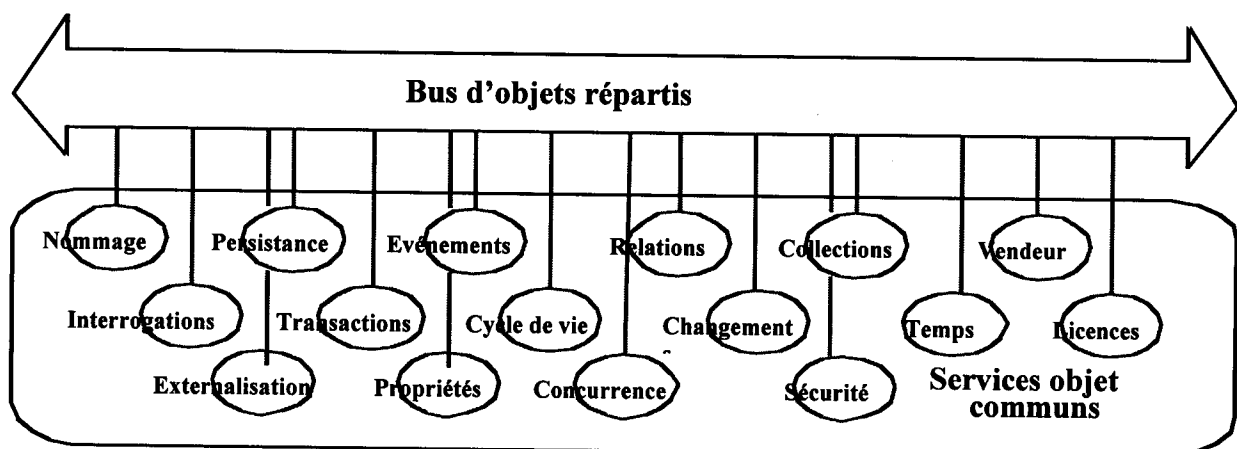 Bus d'objets répartis
Nommage
Persistance
Evénements
Relations
Collections
Vendeur
Interrogations
Transactions
Cycle de vie
Changement
Temps
Licences
Externalisation
Propriétés
Concurrence
Sécurité
Services objet
communs